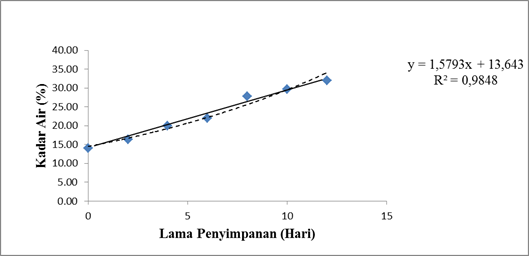 40.00
35.00
30.00
25.00
20.00
15.00
10.00
5.00
0.00
Kadar Air (%)
0 5 10 15
Lama Penyimpanan (Hari)
y = 1,5793x + 13,643
R² = 0,9848